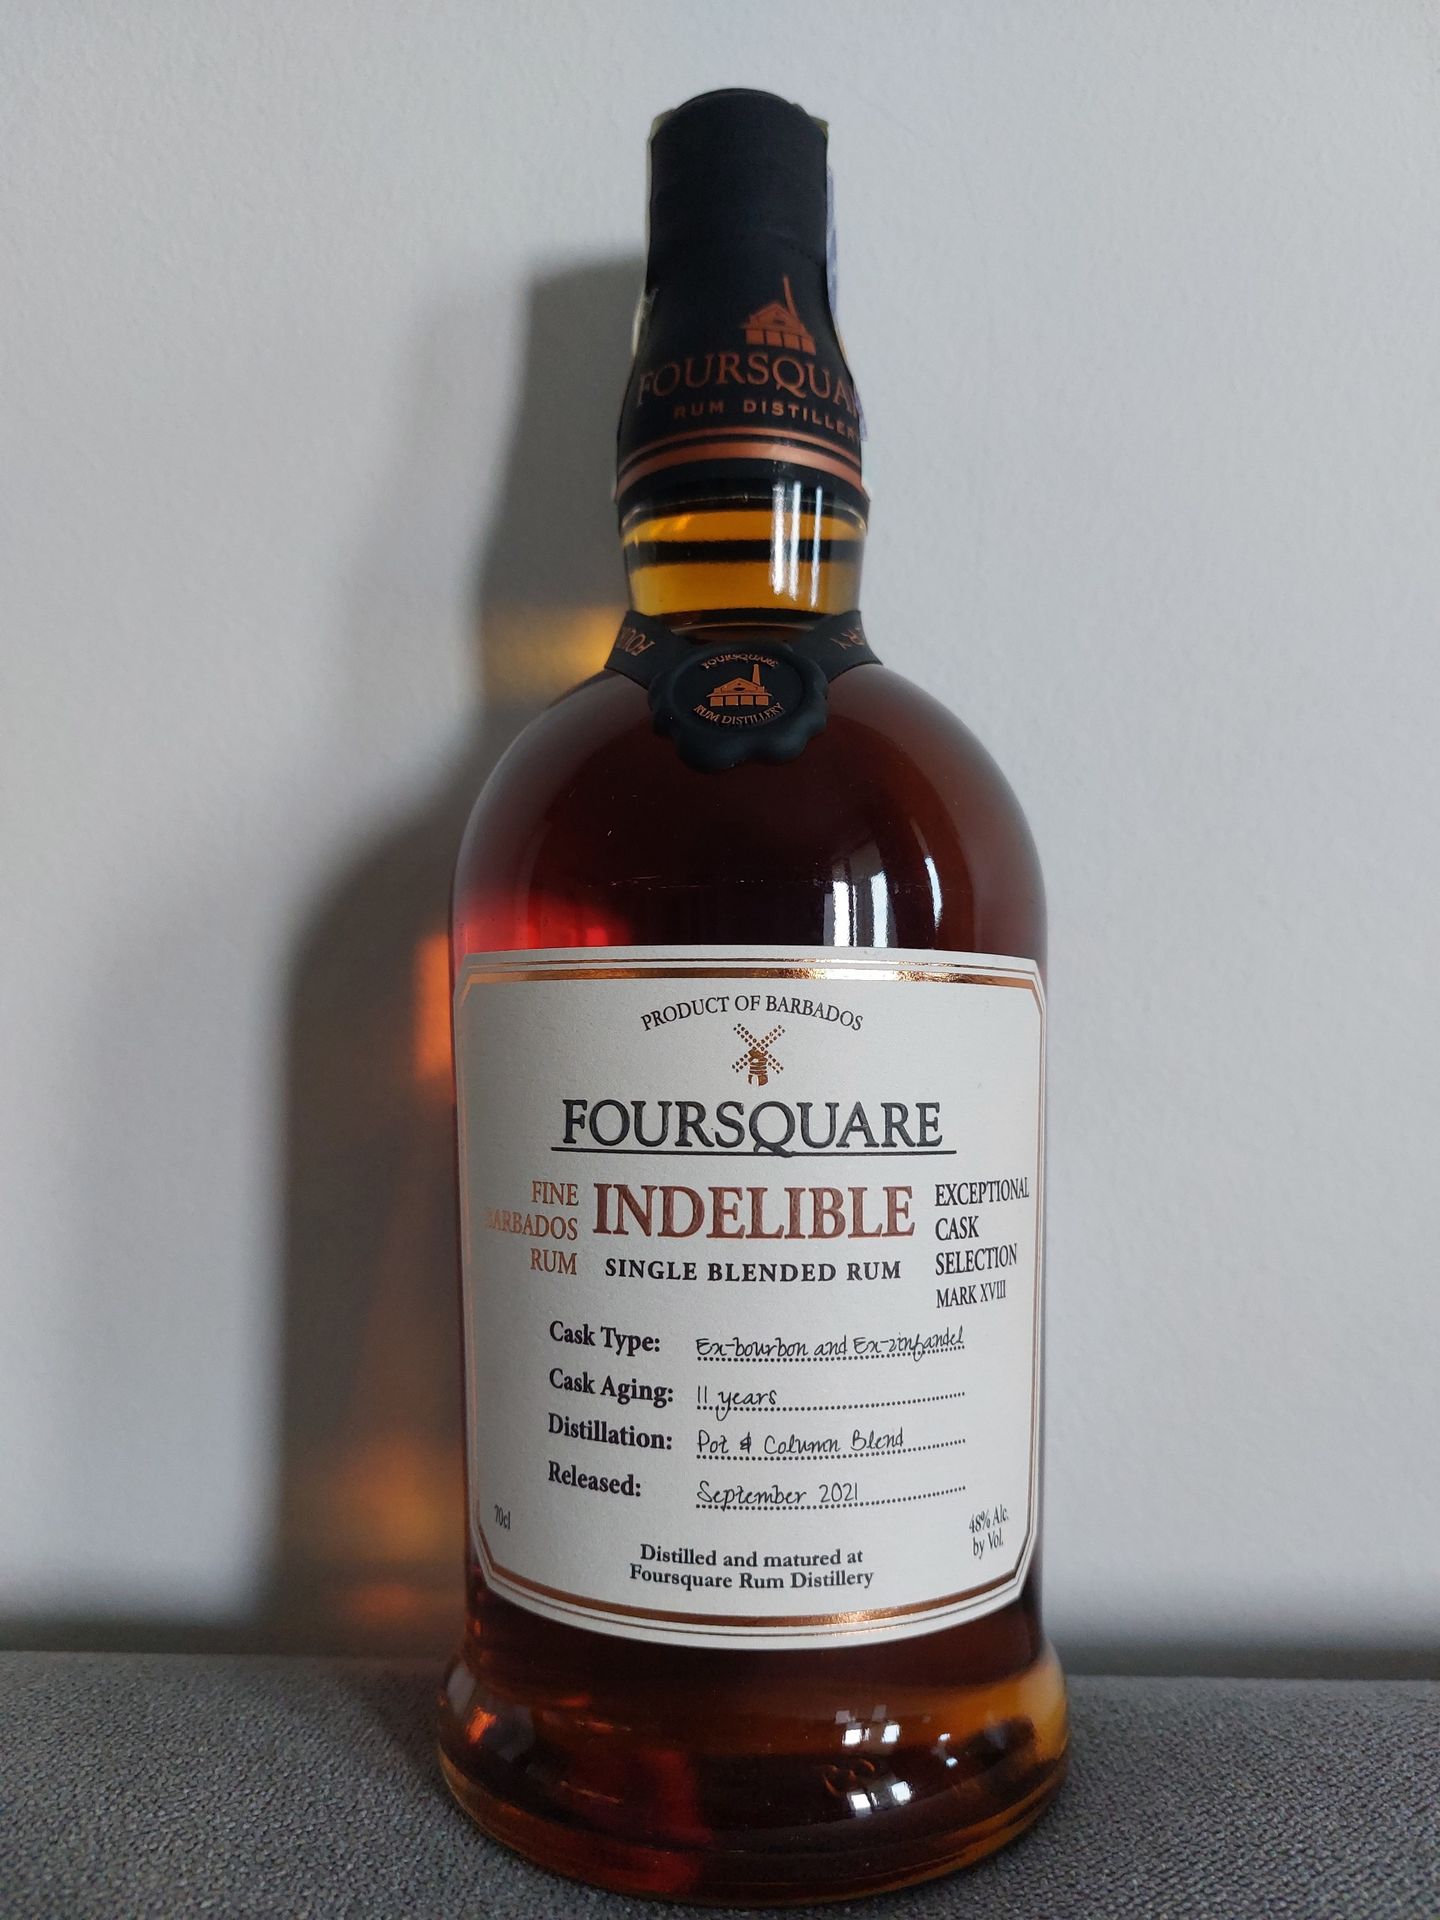 FOURSQUAR
RUM DISTILLERY
FOURSQUARE
RUM DISTILLERY
PRODUCT OF BARBADOS
FOURSQUARE
FINE
BARBADOS
RUM
INDELIBLE
SINGLE BLENDED RUM
EXCEPTIONAL
CASK
SELECTION
MARK XVIII
Cask Type: Ex-bourbon and Ex-zinfandel
Cask Aging: 11 years
Distillation: Pot & Column Blend
Released: September 2021
70cl
48% Alc.
by Vol.
Distilled and matured at
Foursquare Rum Distillery